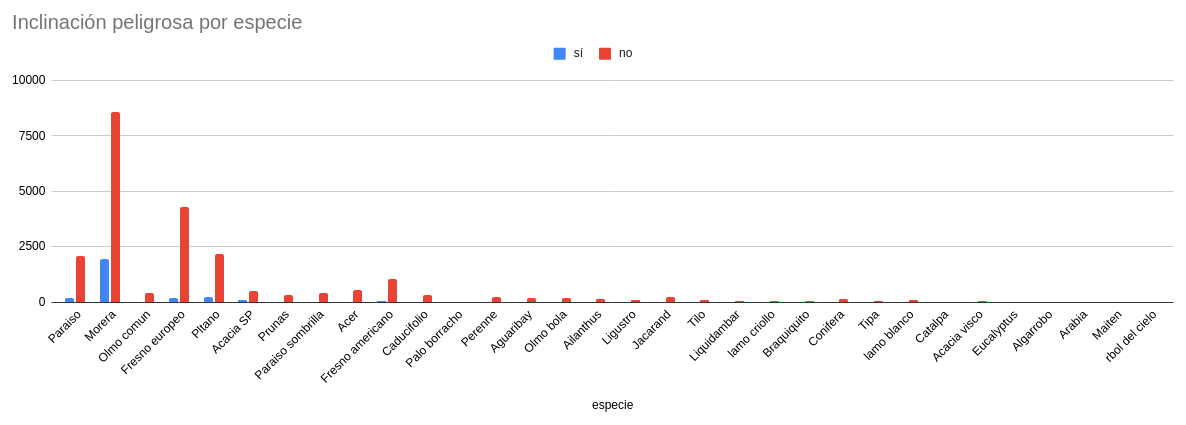 Inclinación peligrosa por especie
sí
no
10000
7500
5000
2500
0
Paraiso
Morera
Olmo comun
Fresno europeo
Pltano
Acacia SP
Prunas
Paraiso sombrilla
Acer
Fresno americano
Caducifolio
Palo borracho
Perenne
Aguaribay
Olmo bola
Ailanthus
Ligustro
Jacarand
Tilo
Liquidambar
lamo criollo
Braquiquito
Conifera
Tipa
lamo blanco
Catalpa
Acacia visco
Eucalyptus
Algarrobo
Arabia
Maiten
rbol del cielo
especie